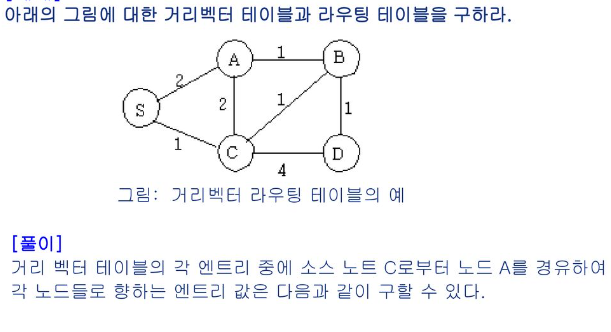 아래의 그림에 대한 거리벡터 테이블과 라우팅 테이블을 구하라.
A 1 B
2
S 2 1 1
1
C D
4
그림: 거리벡터 라우팅 테이블의 예
[풀이]
거리 벡터 테이블의 각 엔트리 중에 소스 노트 C로부터 노드 A를 경유하여
각 노드들로 향하는 엔트리 값은 다음과 같이 구할 수 있다.